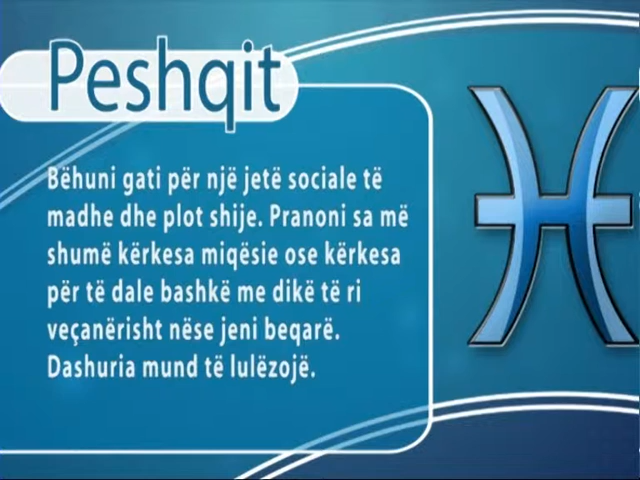 Peshqit
Bëhuni gati për një jetë sociale të
madhe dhe plot shije. Pranoni sa më
shumë kërkesa miqësie ose kërkesa
për të dale bashkë me dikë të ri
veçanërisht nëse jeni beqarë.
Dashuria mund të lulëzojë.